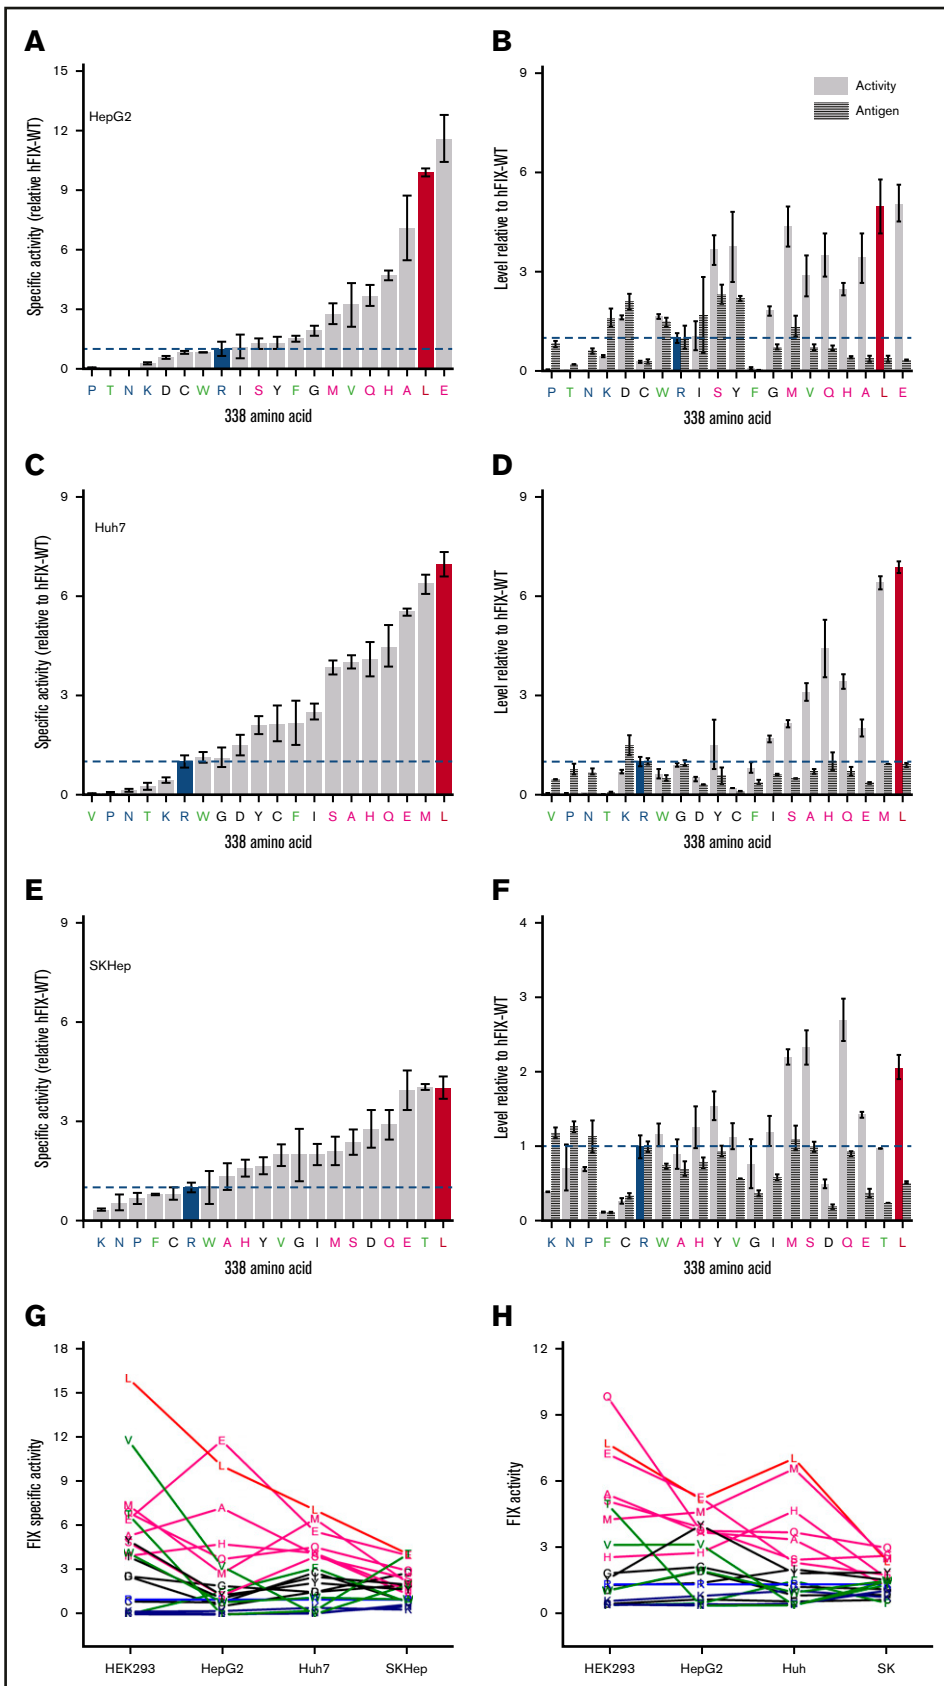 A
B
15
12
9
6
3
0
HepG2
Specific activity (relative hFIX-WT)
P T N K D C W R I S Y F G M V Q H A L E
338 amino acid
9
6
3
0
Level relative to hFIX-WT
Activity
Antigen
P T N K D C W R I S Y F G M V Q H A L E
338 amino acid
C
D
9
6
3
0
Huh7
Specific activity (relative to hFIX-WT)
V P N T K R W G D Y C F I S A H Q E M L
338 amino acid
9
6
3
0
Level relative to hFIX-WT
V P N T K R W G D Y C F I S A H Q E M L
338 amino acid
E
F
9
6
3
0
SKHep
Specific activity (relative hFIX-WT)
K N P F C R W A H Y V G I M S D Q E T L
338 amino acid
4
3
2
1
0
Level relative to hFIX-WT
K N P F C R W A H Y V G I M S D Q E T L
338 amino acid
G
H
18
15
12
9
6
3
0
FIX specific activity
L
V
E
L
A
H
Q
M
L
M
E
HEK293 HepG2 Huh7 SKHep
12
9
6
3
0
FIX activity
Q
L
E
A
M
V
H
G
E
M
V
L
M
H
Q
A
HEK293 HepG2 Huh SK